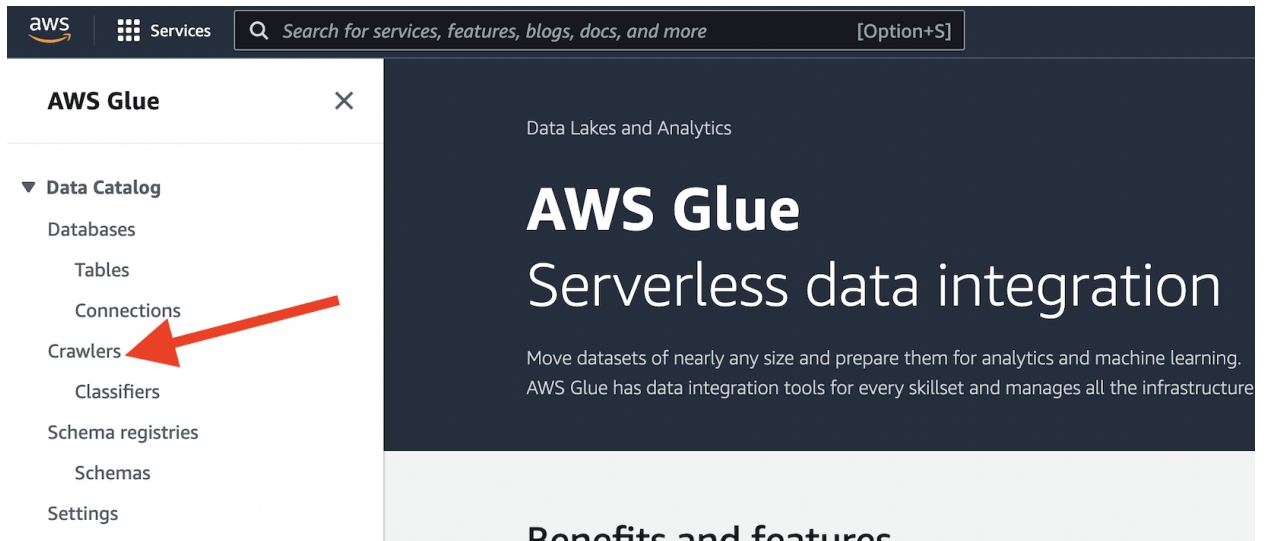 aws
Services
Search for services, features, blogs, docs, and more
[Option+S]
AWS Glue
Data Catalog
Databases
Tables
Connections
Crawlers
Classifiers
Schema registries
Schemas
Settings
Data Lakes and Analytics
AWS Glue
Serverless data integration
Move datasets of nearly any size and prepare them for analytics and machine learning.
AWS Glue has data integration tools for every skillset and manages all the infrastructure
Benefits and features